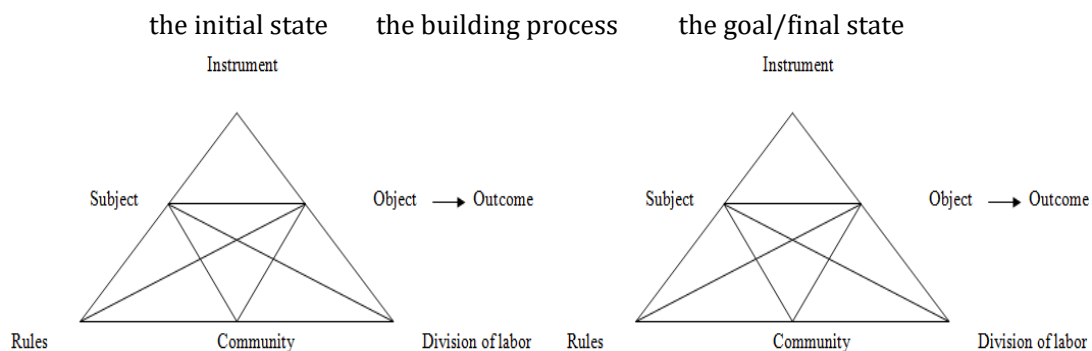 the initial state the building process the goal/final state
Instrument Instrument
Subject Object Outcome Subject Object Outcome
Rules Community Division of labor Rules Community Division of labor